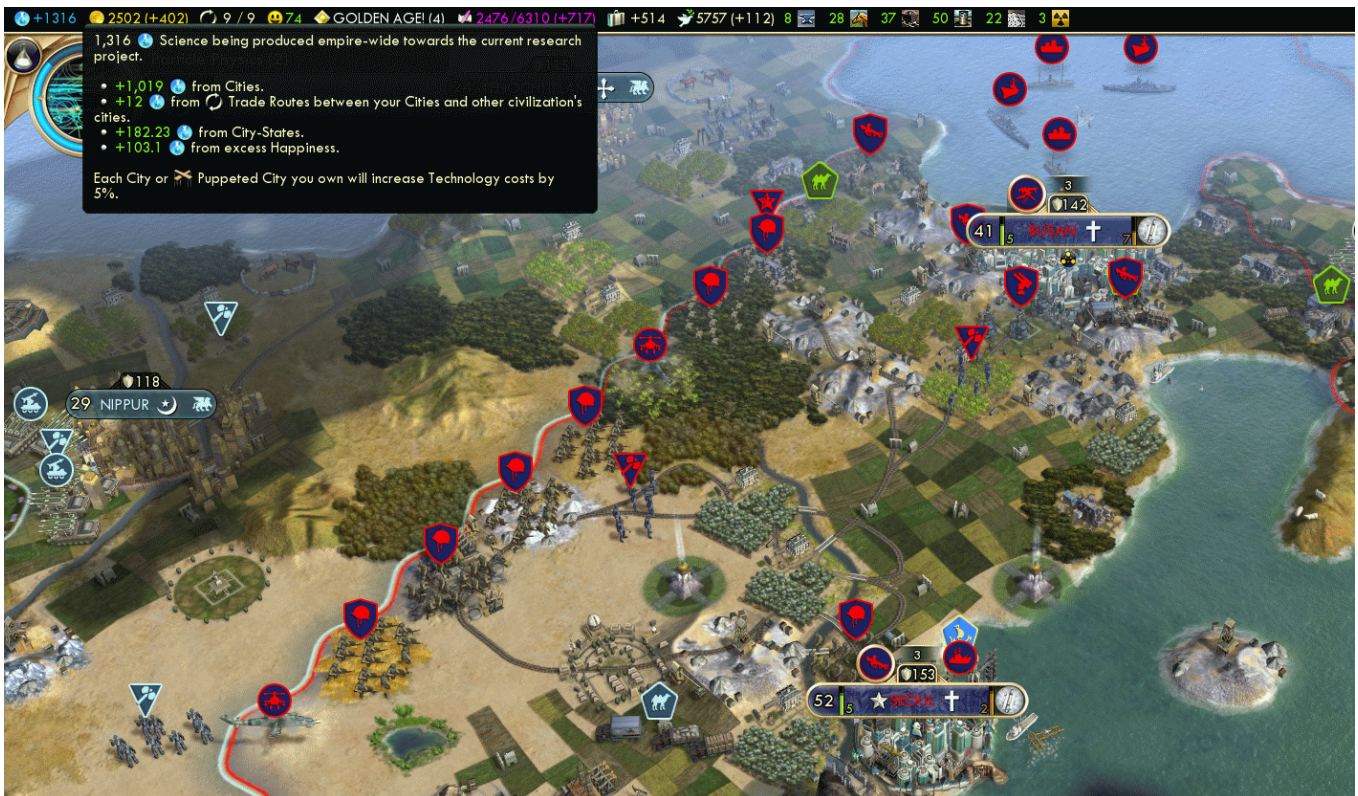 +1316 2502 (+402) 9 / 9 74 GOLDEN AGE! (4) 2476/6310 (+717) +514 5757 (+112) 8 28 37 50 22 3
1,316 Science being produced empire-wide towards the current research
project.
• +1,019 from Cities.
• +12 from Trade Routes between your Cities and other civilization's
cities.
• +182.23 from City-States.
• +103.1 from excess Happiness.
Each City or Puppeted City you own will increase Technology costs by
5%.
3
142
41 5 BUSAN 7
118
29 NIPPUR
3
153
52 5 SEOUL 2